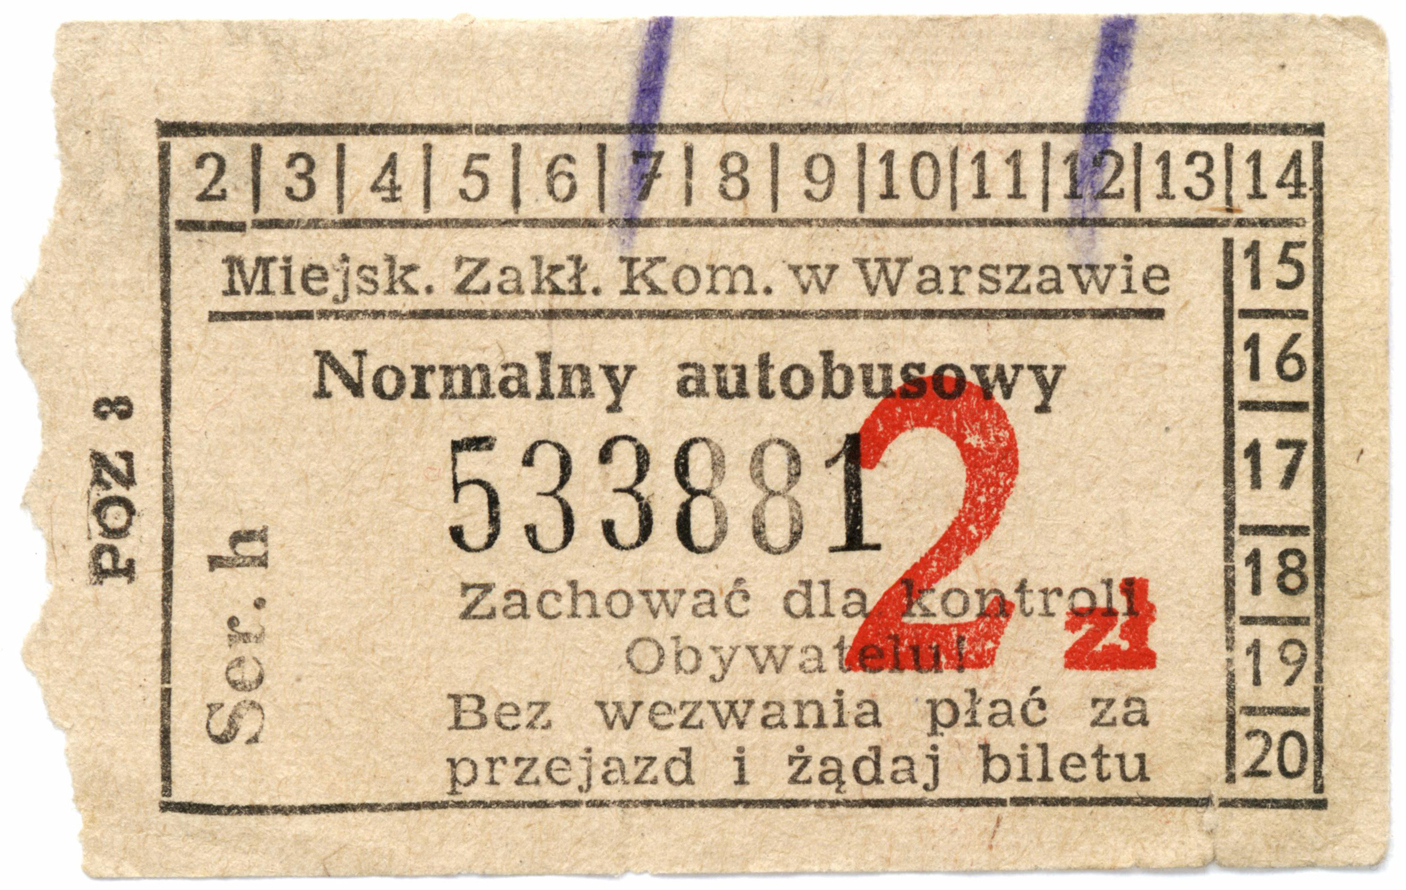 2 | 3 | 4 | 5 | 6 | 7 | 8 | 9 | 10 | 11 | 12 | 13 | 14
15
16
17
18
19
20
Miejsk. Zakł. Kom. w Warszawie
Normalny autobusowy
533881
2 zł
Zachować dla kontroli
Obywatelu!
Bez wezwania płać za
przejazd i żądaj biletu
Ser. h
POZ 3